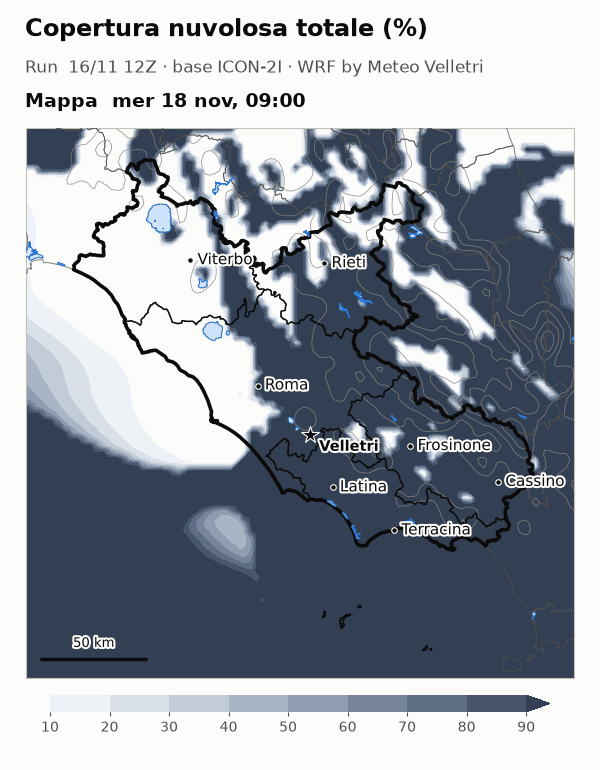 Copertura nuvolosa totale (%)
Run  16/11 12Z · base ICON-2I · WRF by Meteo Velletri
Mappa  mer 18 nov, 09:00
Viterbo
Rieti
Roma
Velletri
Frosinone
Cassino
Latina
Terracina
50 km
10 20 30 40 50 60 70 80 90